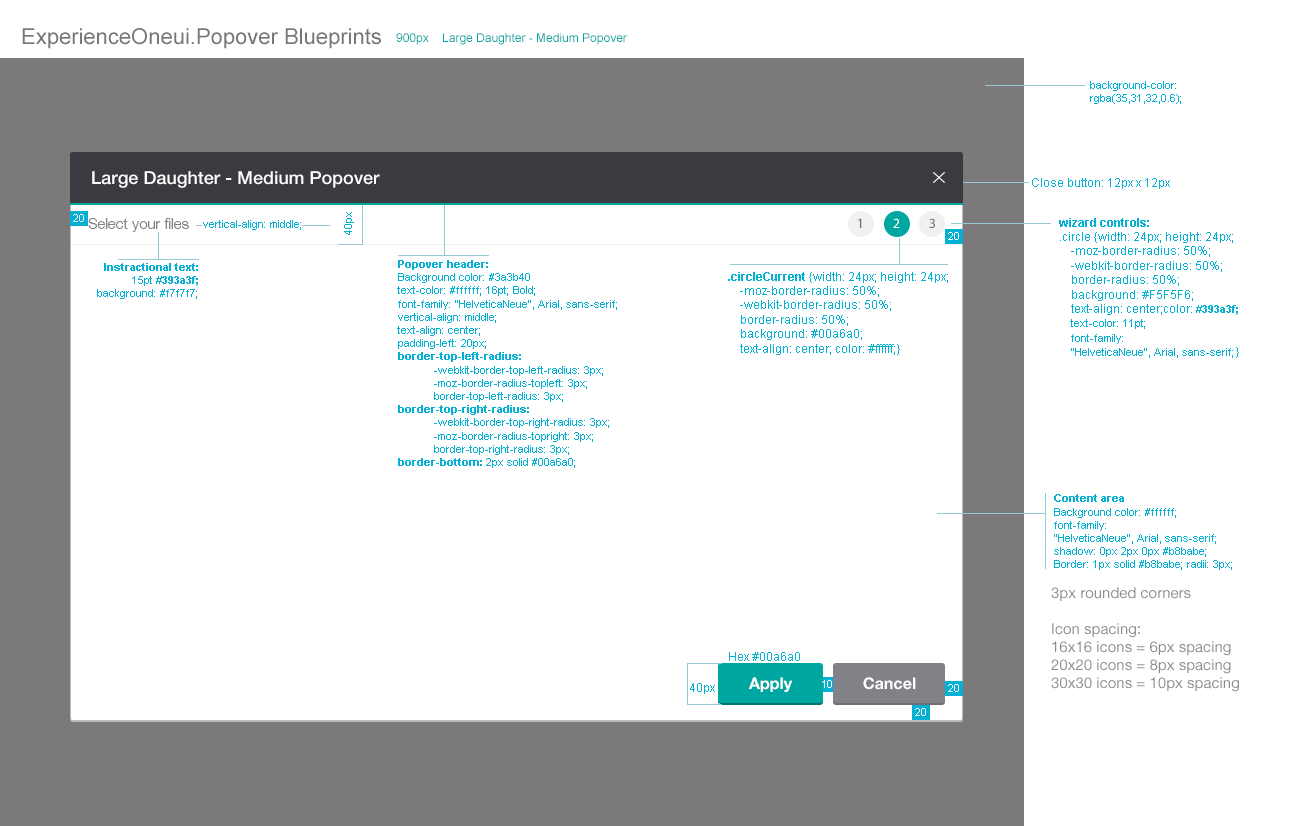 ExperienceOneui.Popover Blueprints 900px Large Daughter - Medium Popover
background-color:
rgba(35,31,32,0.6);
Large Daughter - Medium Popover
Close button: 12px x 12px
20 Select your files vertical-align: middle; 40px 1 2 3 20
wizard controls:
.circle {width: 24px; height: 24px;
-moz-border-radius: 50%;
-webkit-border-radius: 50%;
border-radius: 50%;
background: #F5F5F6;
text-align: center;color: #393a3f;
text-color: 11pt;
font-family:
"HelveticaNeue", Arial, sans-serif; }
Instractional text:
15pt #393a3f;
background: #f7f7f7;
Popover header:
Background color: #3a3b40
text-color: #ffffff; 16pt; Bold;
font-family: "HelveticaNeue", Arial, sans-serif;
vertical-align: middle;
text-align: center;
padding-left: 20px;
border-top-left-radius:
-webkit-border-top-left-radius: 3px;
-moz-border-radius-topleft: 3px;
border-top-left-radius: 3px;
border-top-right-radius:
-webkit-border-top-right-radius: 3px;
-moz-border-radius-topright: 3px;
border-top-right-radius: 3px;
border-bottom: 2px solid #00a6a0;
.circleCurrent {width: 24px; height: 24px;
-moz-border-radius: 50%;
-webkit-border-radius: 50%;
border-radius: 50%;
background: #00a6a0;
text-align: center; color: #ffffff;}
Content area
Background color: #ffffff;
font-family:
"HelveticaNeue", Arial, sans-serif;
shadow: 0px 2px 0px #b8babe;
Border: 1px solid #b8babe; radii: 3px;
3px rounded corners
Icon spacing:
16x16 icons = 6px spacing
20x20 icons = 8px spacing
30x30 icons = 10px spacing
Hex #00a6a0
40px Apply 10 Cancel 20
20